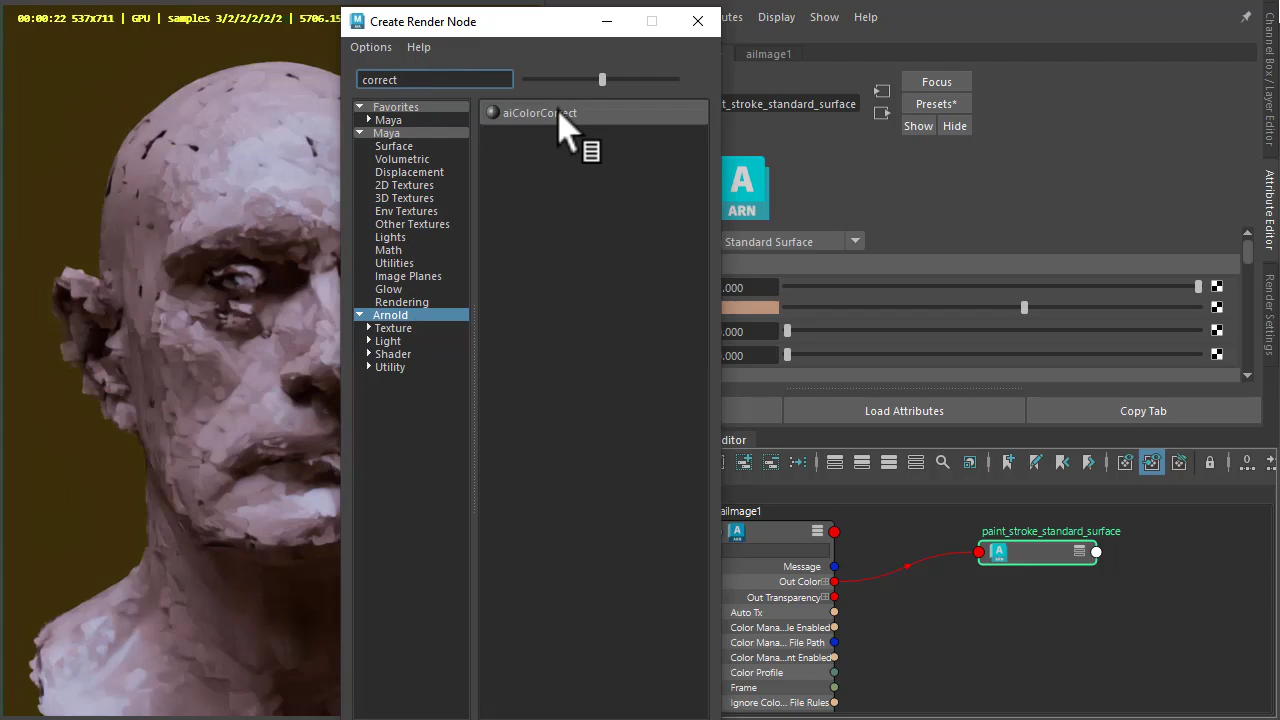 00:00:22 537x711 | GPU | samples 3/2/2/2/2/2 | 5706.15
Create Render Node
Options Help
correct
Favorites
Maya
Maya
Surface
Volumetric
Displacement
2D Textures
3D Textures
Env Textures
Other Textures
Lights
Math
Utilities
Image Planes
Glow
Rendering
Arnold
Texture
Light
Shader
Utility
aiColorCorrect
utes Display Show Help
aiImage1
t_stroke_standard_surface
Focus
Presets*
Show Hide
A
ARN
Standard Surface
.000
.000
.000
Load Attributes Copy Tab
ditor
aiImage1
A
Message
Out Color
Out Transparency
Auto Tx
Color Mana...le Enabled
Color Mana... File Path
Color Mana...nt Enabled
Color Profile
Frame
Ignore Colo... File Rules
paint_stroke_standard_surface
A
0
Channel Box / Layer Editor
Attribute Editor
Render Settings